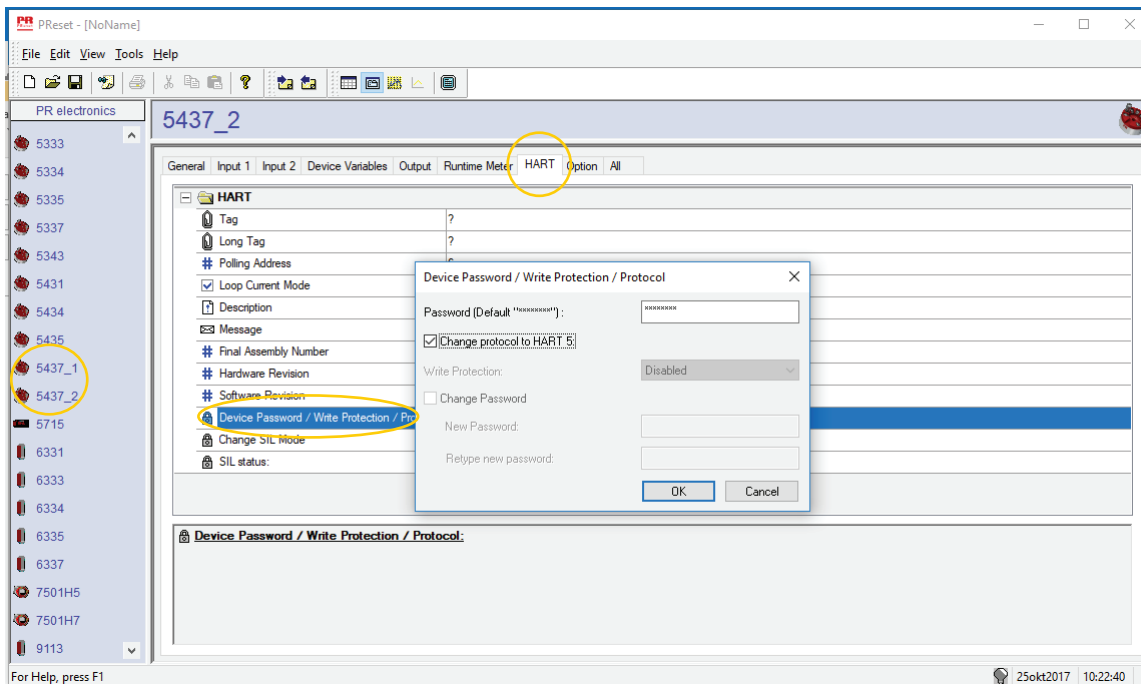 PR PReset - [NoName]
File Edit View Tools Help
PR electronics
5333
5334
5335
5337
5343
5431
5434
5435
5437_1
5437_2
5715
6331
6333
6334
6335
6337
7501H5
7501H7
9113
5437_2
General Input 1 Input 2 Device Variables Output Runtime Meter HART Option All
HART
Tag ?
Long Tag ?
# Polling Address
Loop Current Mode
Description
Message
# Final Assembly Number
# Hardware Revision
# Software Revision
Device Password / Write Protection / Pro
Change SIL Mode
SIL status:
Device Password / Write Protection / Protocol
Password (Default "********") : ********
Change protocol to HART 5:
Write Protection: Disabled
Change Password
New Password:
Retype new password:
OK Cancel
Device Password / Write Protection / Protocol:
For Help, press F1 25okt2017 10:22:40